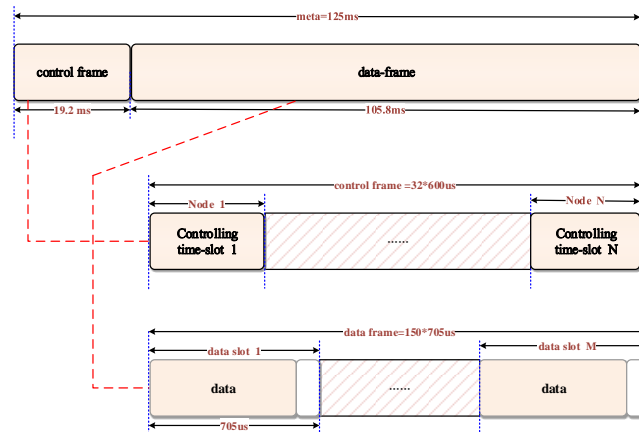 meta=125ms
control frame
data-frame
19.2 ms
105.8ms
control frame =32*600us
Node 1
Node N
Controlling
time-slot 1
......
Controlling
time-slot N
data frame=150*705us
data slot 1
data slot M
data
......
data
705us